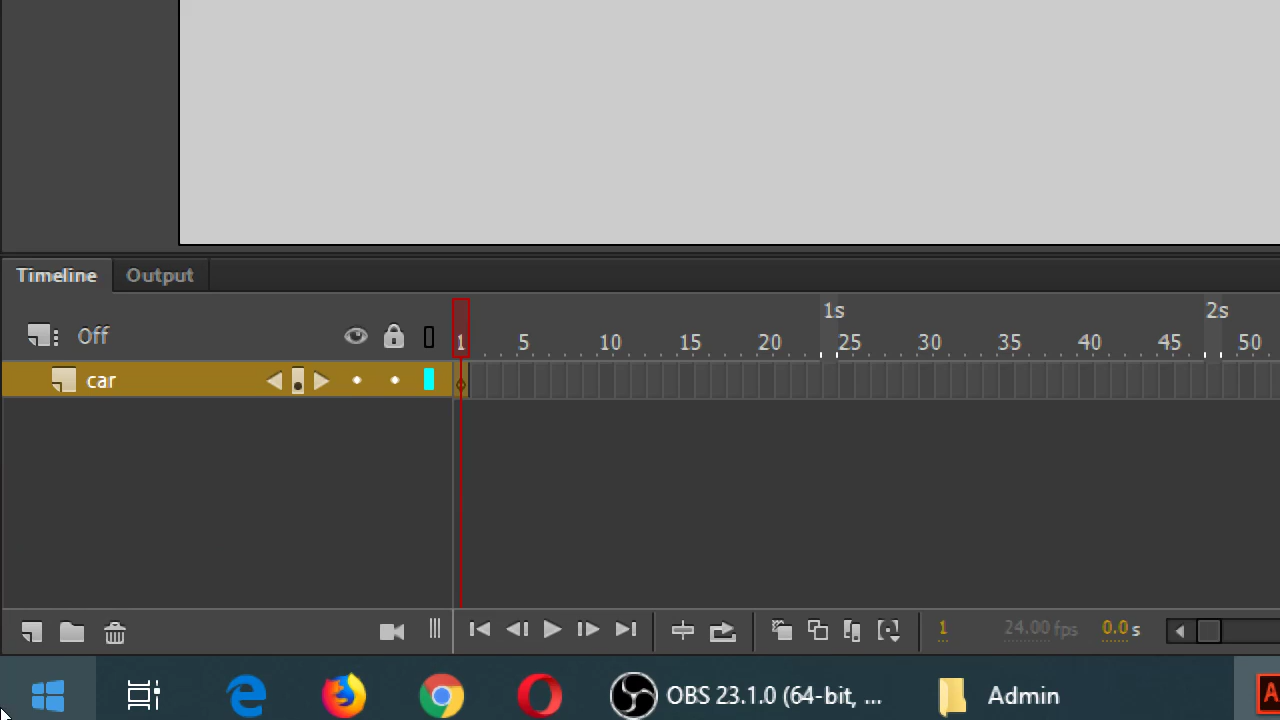 Timeline Output
1s 2s
Off 1 5 10 15 20 25 30 35 40 45 50
car
1 24.00 fps 0.0 s
OBS 23.1.0 (64-bit, ... Admin A